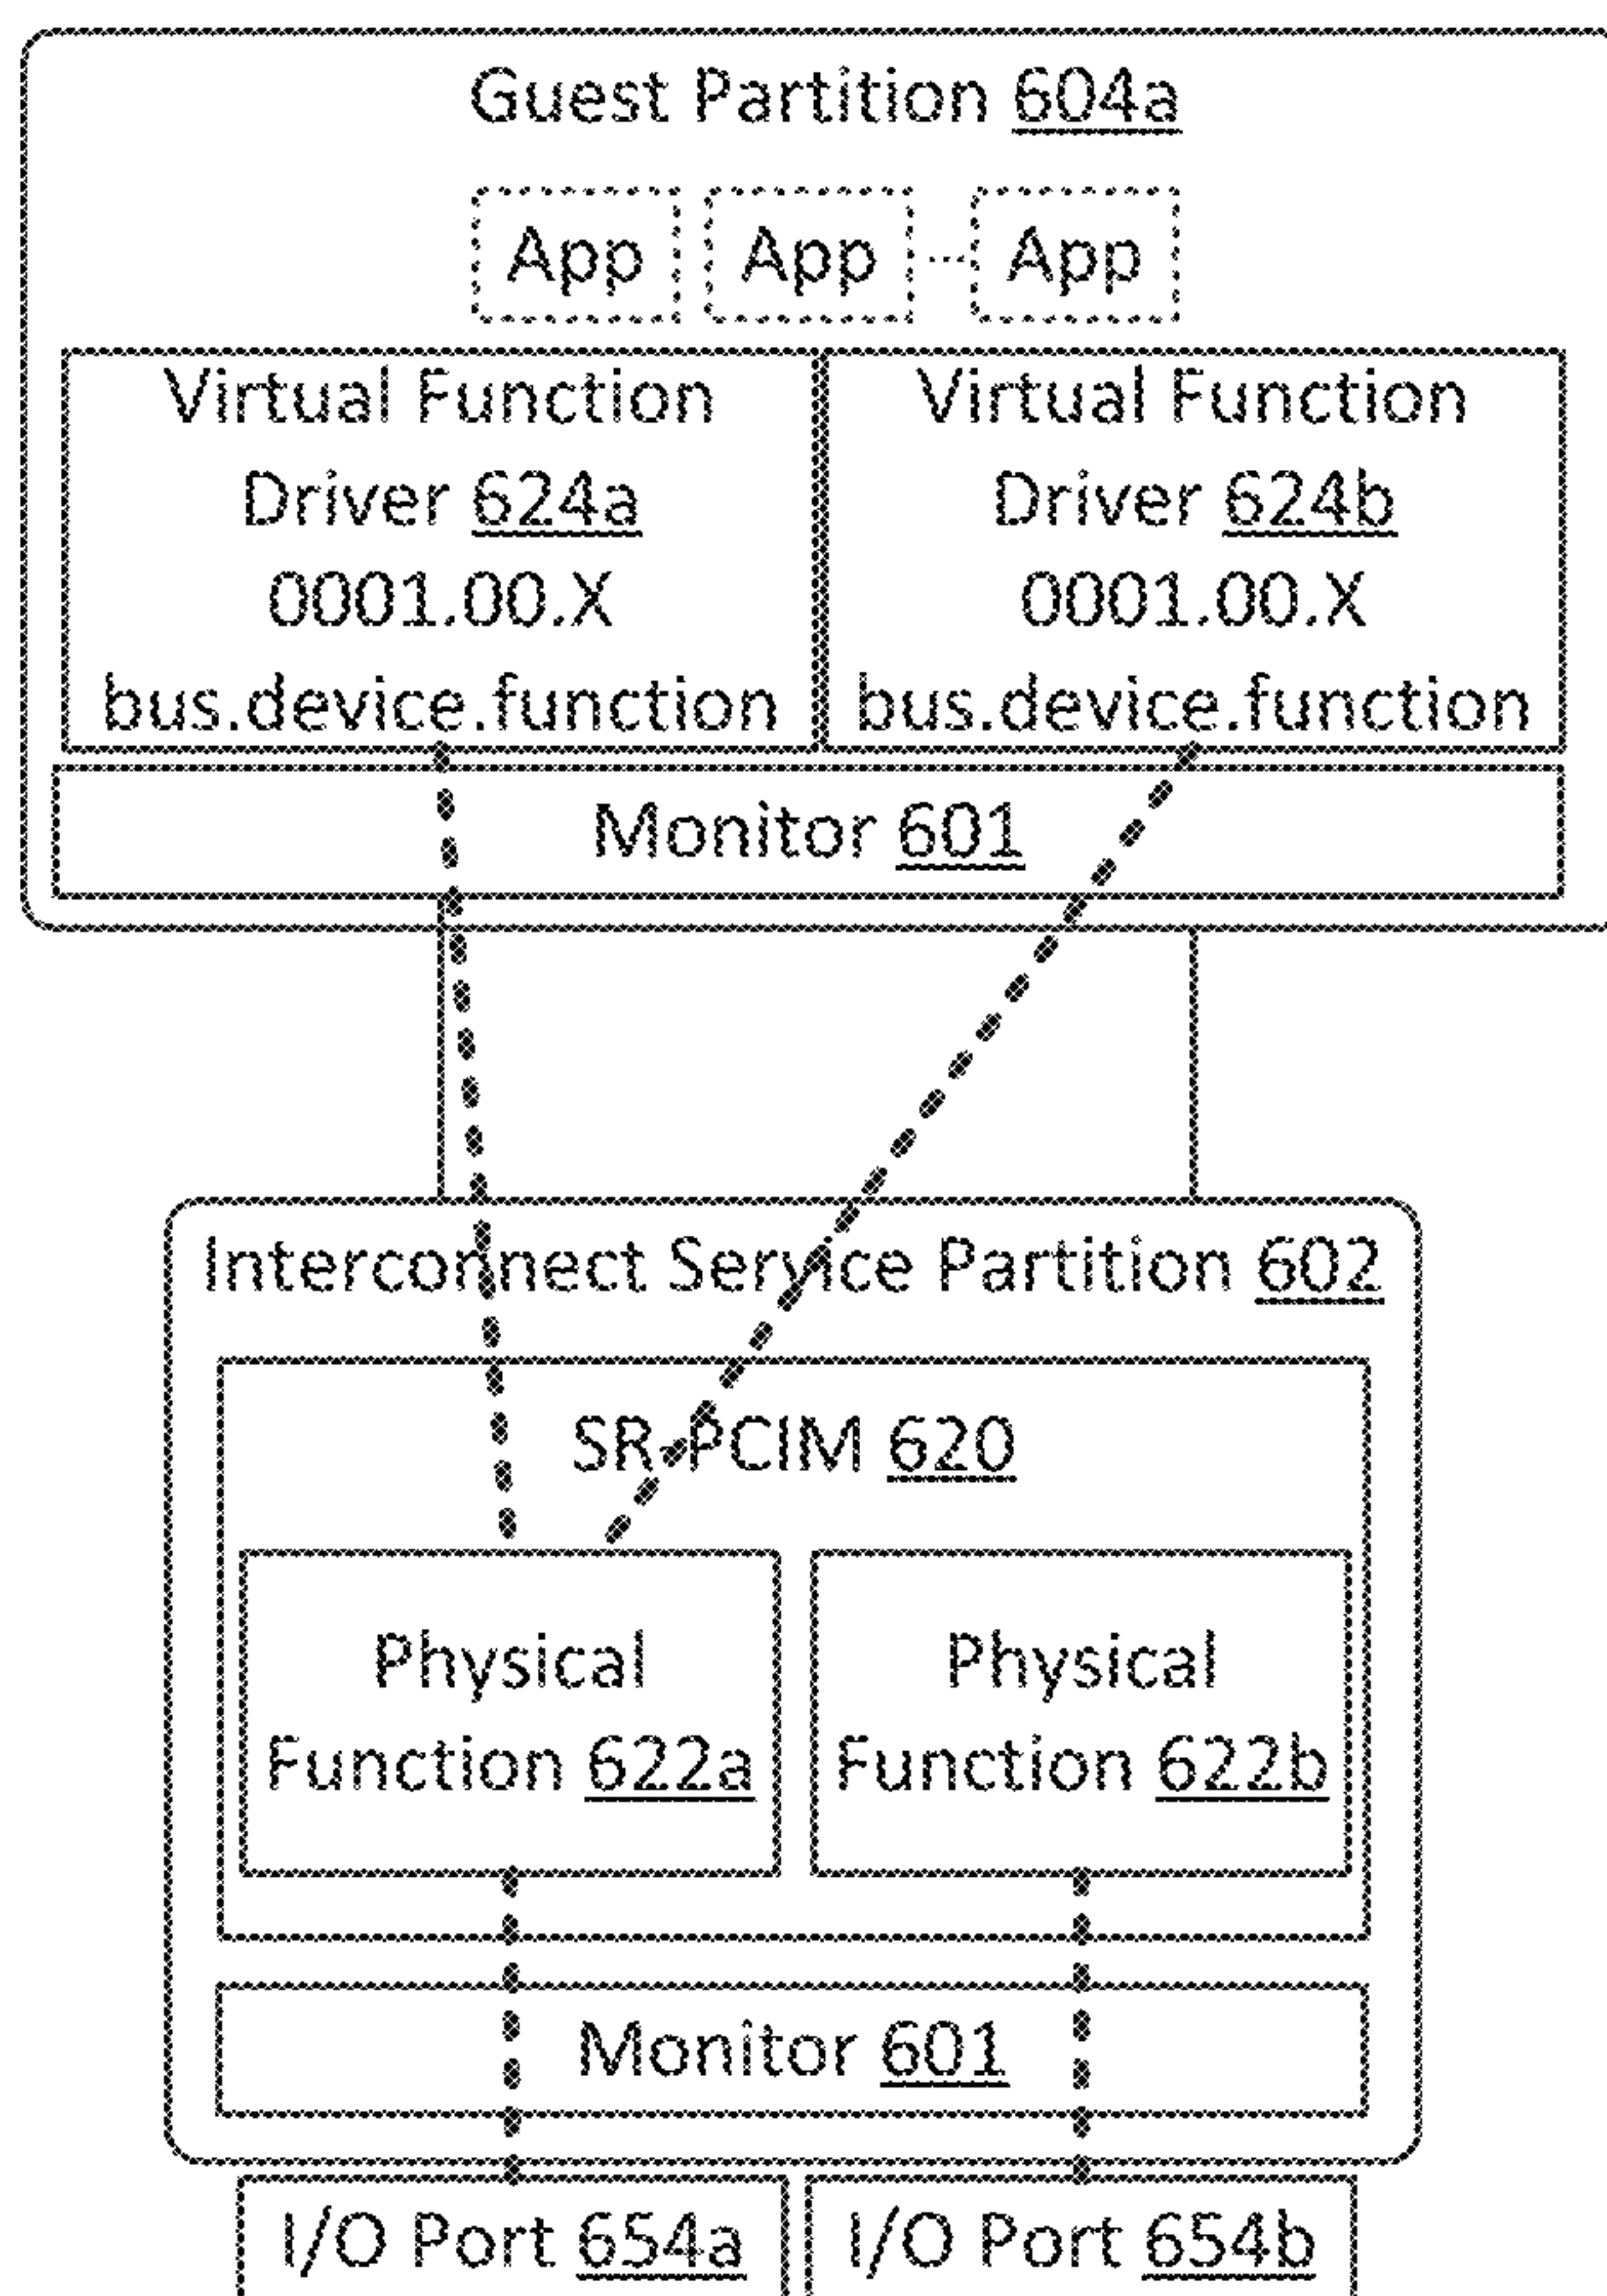 Guest Partition 604a
App App App
Virtual Function
Driver 624a
0001.00.X
bus.device.function
Virtual Function
Driver 624b
0001.00.X
bus.device.function
Monitor 601
Interconnect Service Partition 602
SR-PCIM 620
Physical
Function 622a
Physical
Function 622b
Monitor 601
I/O Port 654a
I/O Port 654b